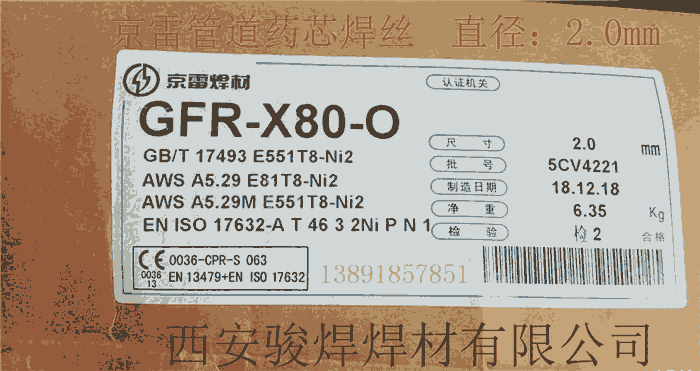 京雷管道药芯焊丝 直径：2.0mm
京雷焊材
认证机关
GFR-X80-O
GB/T 17493 E551T8-Ni2
AWS A5.29 E81T8-Ni2
AWS A5.29M E551T8-Ni2
EN ISO 17632-A T 46 3 2Ni P N 1
尺寸 2.0 mm
批号 5CV4221
制造日期 18.12.18
净重 6.35 Kg
检验 检2 合格
CE 0036-CPR-S 063
0036
13
EN 13479+EN ISO 17632
13891857851
西安骏焊焊材有限公司